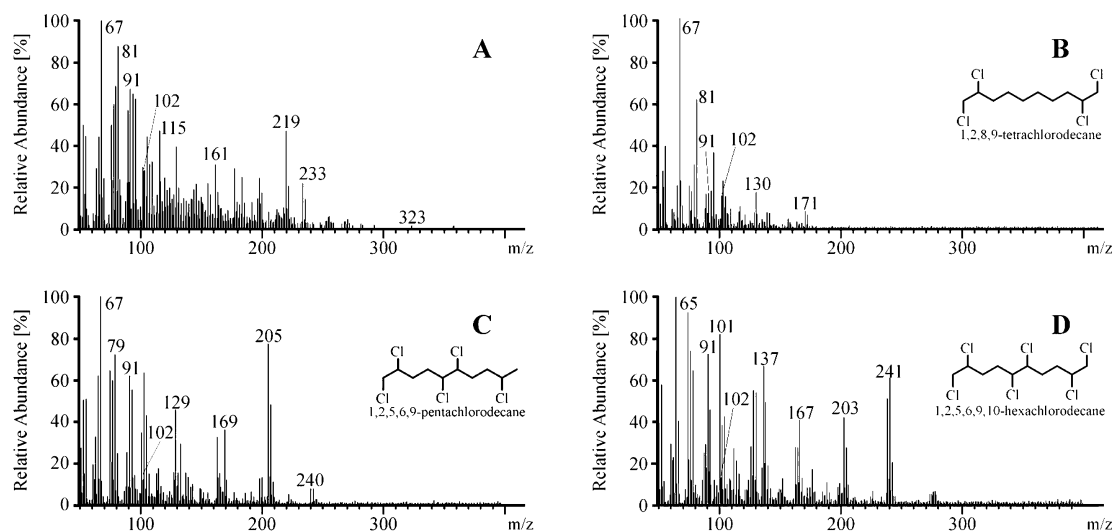 A
Relative Abundance [%]
100
80
60
40
20
0
67
81
91
102
115
161
219
233
323
100
200
300
m/z
B
Relative Abundance [%]
100
80
60
40
20
0
67
81
91
102
130
171
Cl
Cl
Cl
Cl
1,2,8,9-tetrachlorodecane
100
200
300
m/z
C
Relative Abundance [%]
100
80
60
40
20
0
67
79
91
102
129
169
205
240
Cl
Cl
Cl
Cl
Cl
1,2,5,6,9-pentachlorodecane
100
200
300
m/z
D
Relative Abundance [%]
100
80
60
40
20
0
65
91
101
102
137
167
203
241
Cl
Cl
Cl
Cl
Cl
Cl
1,2,5,6,9,10-hexachlorodecane
100
200
300
m/z